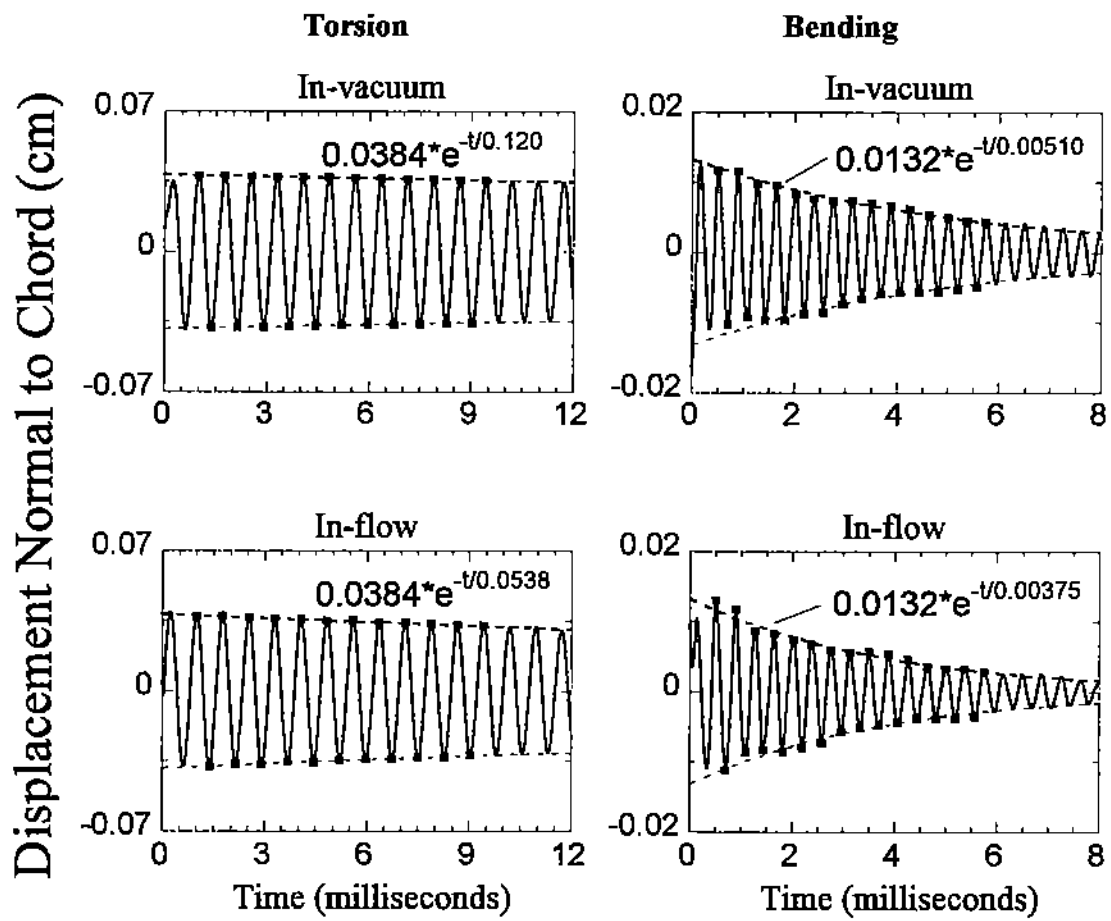 Torsion
Bending
Displacement Normal to Chord (cm)
In-vacuum
0.07
0
-0.07
0.0384*e-t/0.120
0 3 6 9 12
In-vacuum
0.02
0
-0.02
0.0132*e-t/0.00510
0 2 4 6 8
In-flow
0.07
0
-0.07
0.0384*e-t/0.0538
0 3 6 9 12
Time (milliseconds)
In-flow
0.02
0
-0.02
0.0132*e-t/0.00375
0 2 4 6 8
Time (milliseconds)